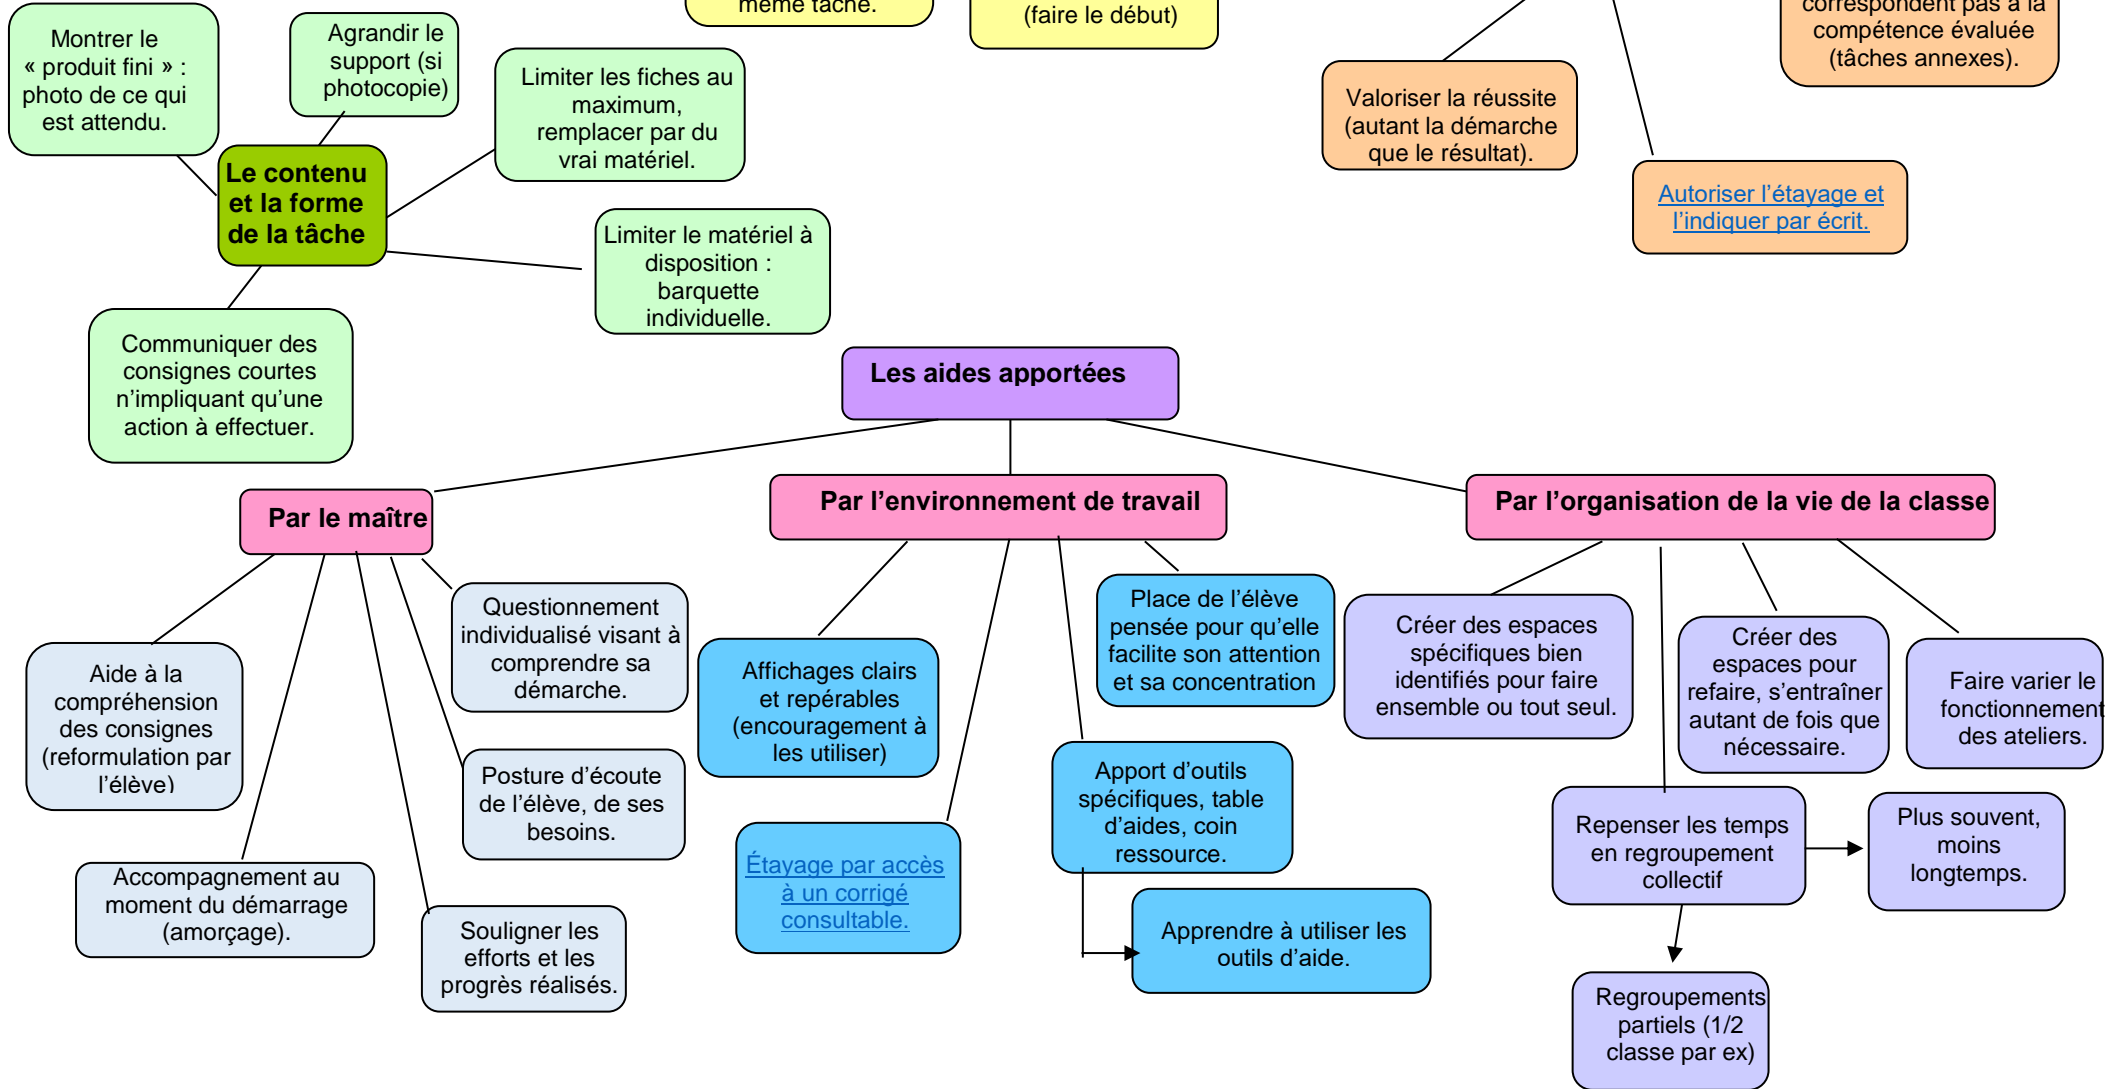 même tâche.
(faire le début)
correspondent pas à la
compétence évaluée
(tâches annexes).
Montrer le
« produit fini » :
photo de ce qui
est attendu.
Agrandir le
support (si
photocopie)
Limiter les fiches au
maximum,
remplacer par du
vrai matériel.
Valoriser la réussite
(autant la démarche
que le résultat).
Autoriser l’étayage et
l’indiquer par écrit.
Le contenu
et la forme
de la tâche
Limiter le matériel à
disposition :
barquette
individuelle.
Communiquer des
consignes courtes
n’impliquant qu’une
action à effectuer.
Les aides apportées
Par le maître
Par l’environnement de travail
Par l’organisation de la vie de la classe
Aide à la
compréhension
des consignes
(reformulation par
l’élève)
Questionnement
individualisé visant à
comprendre sa
démarche.
Posture d’écoute
de l’élève, de ses
besoins.
Accompagnement au
moment du démarrage
(amorçage).
Souligner les
efforts et les
progrès réalisés.
Affichages clairs
et repérables
(encouragement à
les utiliser)
Place de l’élève
pensée pour qu’elle
facilite son attention
et sa concentration
Étayage par accès
à un corrigé
consultable.
Apport d’outils
spécifiques, table
d’aides, coin
ressource.
Apprendre à utiliser les
outils d’aide.
Créer des espaces
spécifiques bien
identifiés pour faire
ensemble ou tout seul.
Créer des
espaces pour
refaire, s’entraîner
autant de fois que
nécessaire.
Faire varier le
fonctionnement
des ateliers.
Repenser les temps
en regroupement
collectif
Plus souvent,
moins
longtemps.
Regroupements
partiels (1/2
classe par ex)